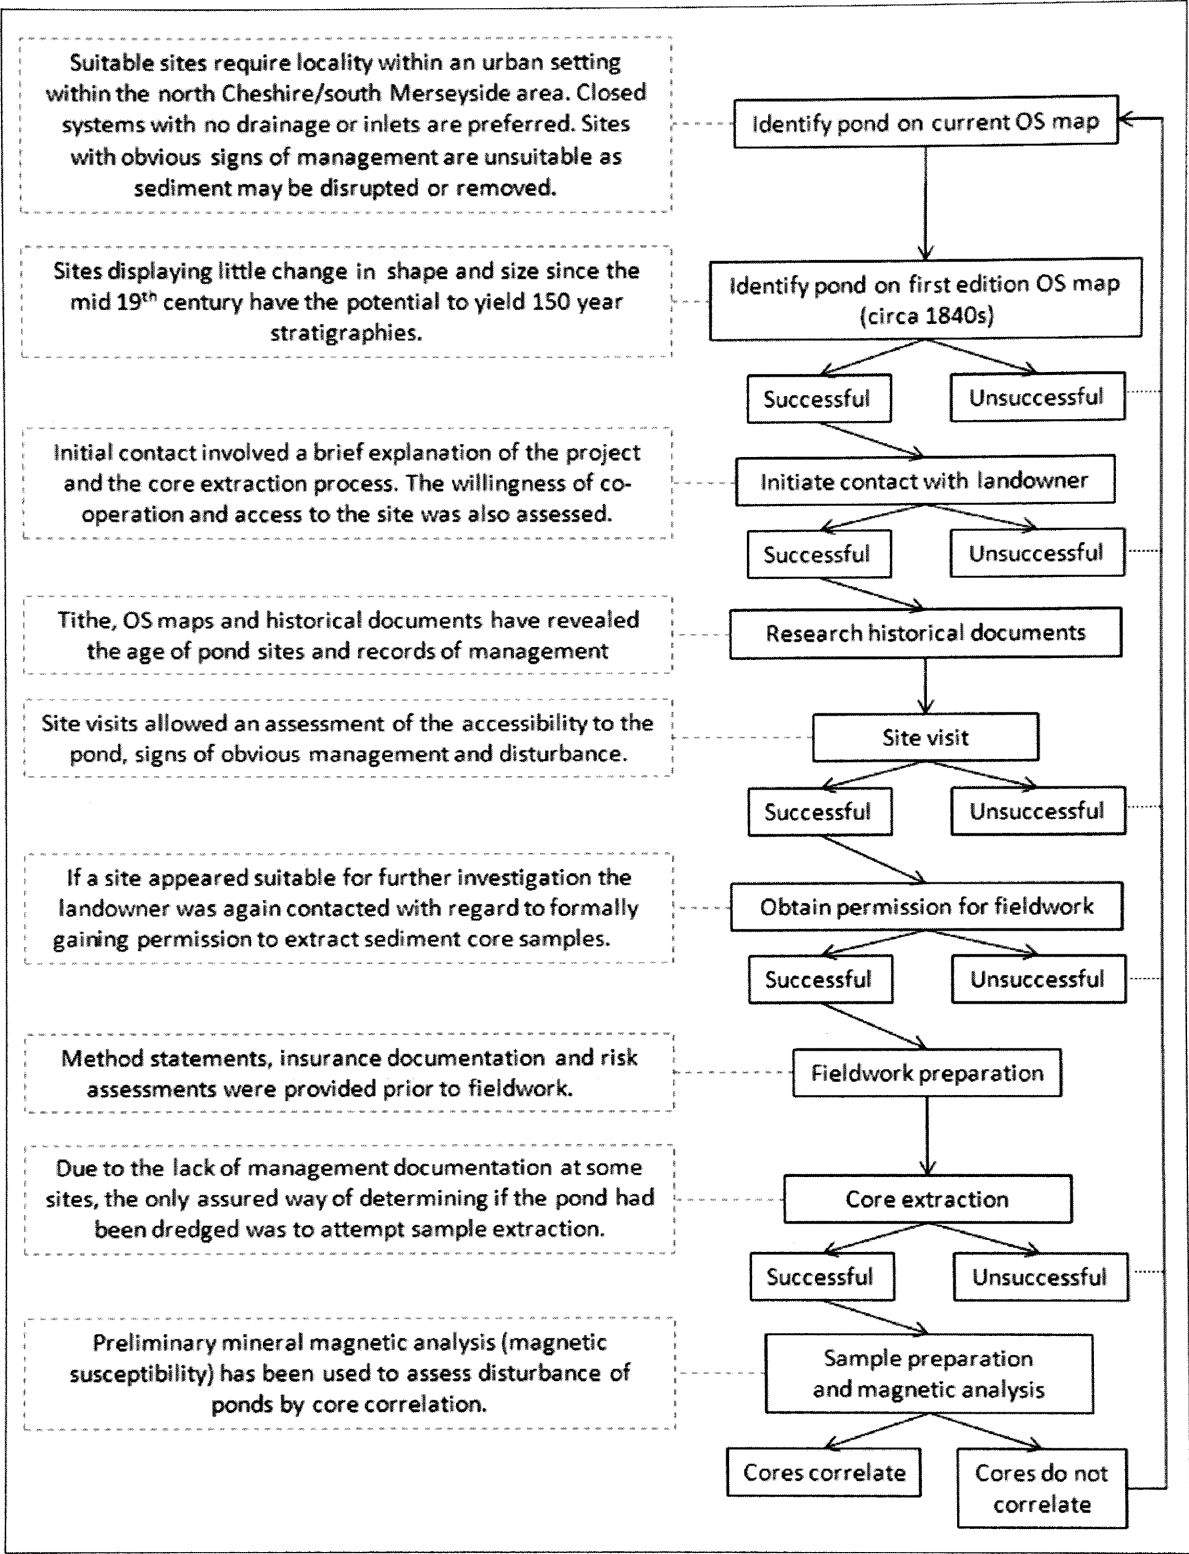 Suitable sites require locality within an urban setting
within the north Cheshire/south Merseyside area. Closed
systems with no drainage or inlets are preferred. Sites
with obvious signs of management are unsuitable as
sediment may be disrupted or removed.
Identify pond on current OS map
Sites displaying little change in shape and size since the
mid 19th century have the potential to yield 150 year
stratigraphies.
Identify pond on first edition OS map
(circa 1840s)
Successful
Unsuccessful
Initial contact involved a brief explanation of the project
and the core extraction process. The willingness of co-
operation and access to the site was also assessed.
Initiate contact with landowner
Successful
Unsuccessful
Tithe, OS maps and historical documents have revealed
the age of pond sites and records of management
Research historical documents
Site visits allowed an assessment of the accessibility to the
pond, signs of obvious management and disturbance.
Site visit
Successful
Unsuccessful
If a site appeared suitable for further investigation the
landowner was again contacted with regard to formally
gaining permission to extract sediment core samples.
Obtain permission for fieldwork
Successful
Unsuccessful
Method statements, insurance documentation and risk
assessments were provided prior to fieldwork.
Fieldwork preparation
Due to the lack of management documentation at some
sites, the only assured way of determining if the pond had
been dredged was to attempt sample extraction.
Core extraction
Successful
Unsuccessful
Preliminary mineral magnetic analysis (magnetic
susceptibility) has been used to assess disturbance of
ponds by core correlation.
Sample preparation
and magnetic analysis
Cores correlate
Cores do not
correlate